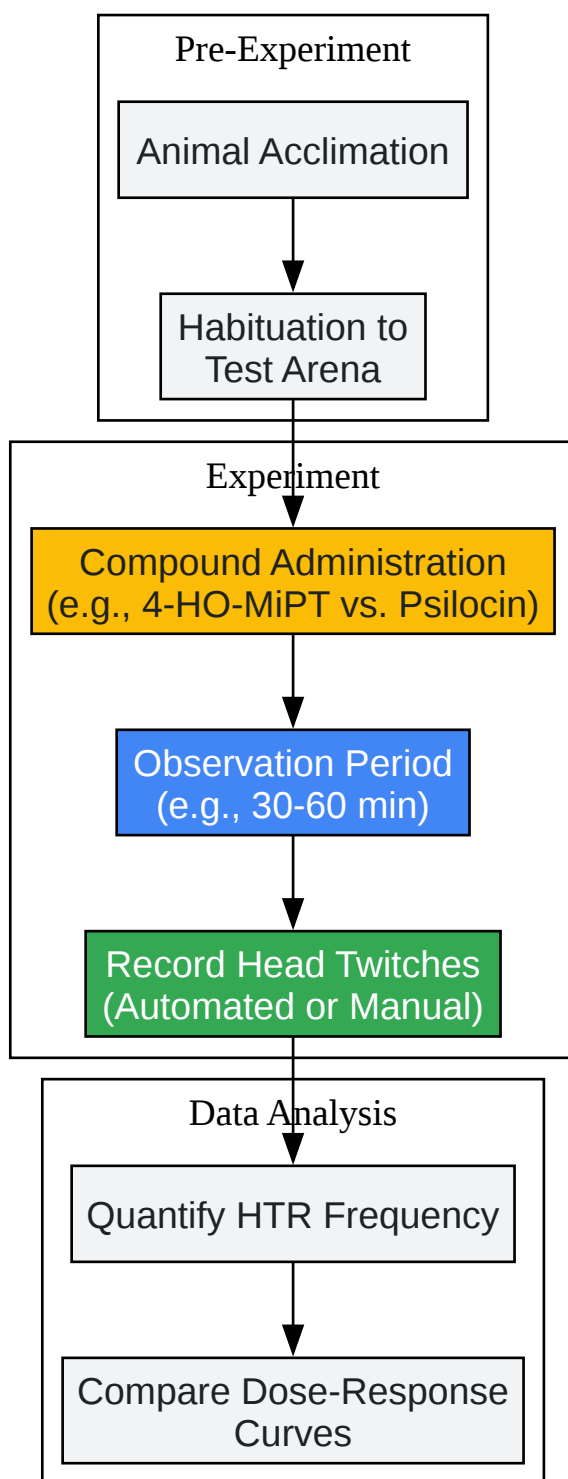 Pre-Experiment
Animal Acclimation
Habituation to
Test Arena
Experiment
Compound Administration
(e.g., 4-HO-MiPT vs. Psilocin)
Observation Period
(e.g., 30-60 min)
Record Head Twitches
(Automated or Manual)
Data Analysis
Quantify HTR Frequency
Compare Dose-Response
Curves